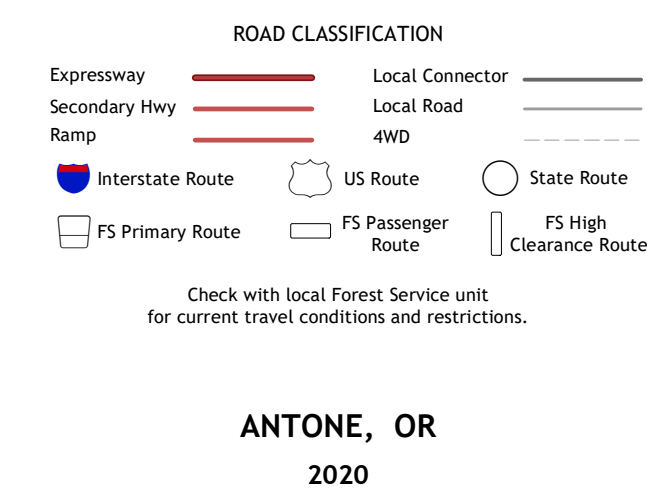 ROAD CLASSIFICATION
Expressway
Local Connector
Secondary Hwy
Local Road
Ramp
4WD
Interstate Route
US Route
State Route
FS Primary Route
FS Passenger
Route
FS High
Clearance Route
Check with local Forest Service unit
for current travel conditions and restrictions.
ANTONE, OR
2020